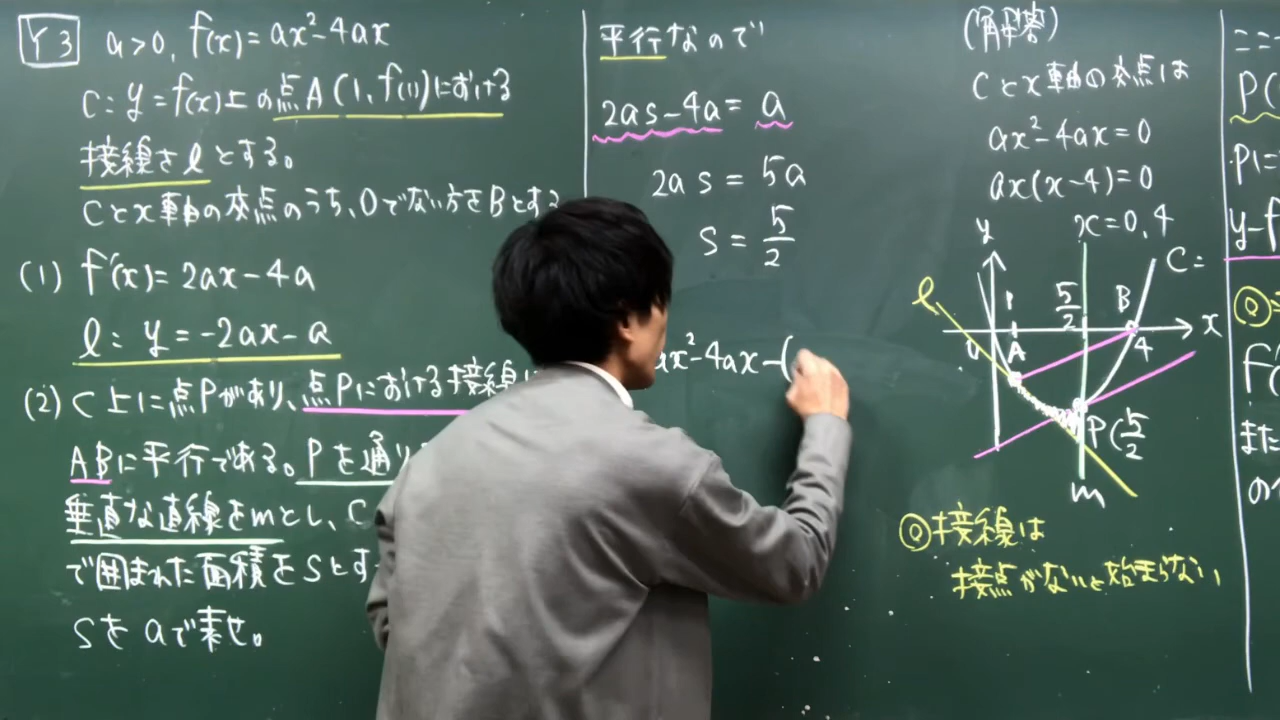 Y3 a>0, f(x)=ax²-4ax
C: y=f(x)上の点A(1, f(1))における
接線をlとする。
Cとx軸の交点のうち、Oでない方をBとする
(1) f'(x)=2ax-4a
l: y=-2ax-a
(2) C上に点Pがあり、点Pにおける接線
ABに平行である。Pを通り
垂直な直線をmとし、C
で囲まれた面積をSとす
Sをaで表せ。
平行なので
2as-4a=a
2as=5a
s=5/2
ax²-4ax-(
(解答)
Cとx軸の交点は
ax²-4ax=0
ax(x-4)=0
x=0,4
y
C=
l
1
5/2
B
x
0
A
4
P(5/2
m
◎接線は
接点がないと始まらない
ここ
P(
P1=
y-f
◎
f(
また
の